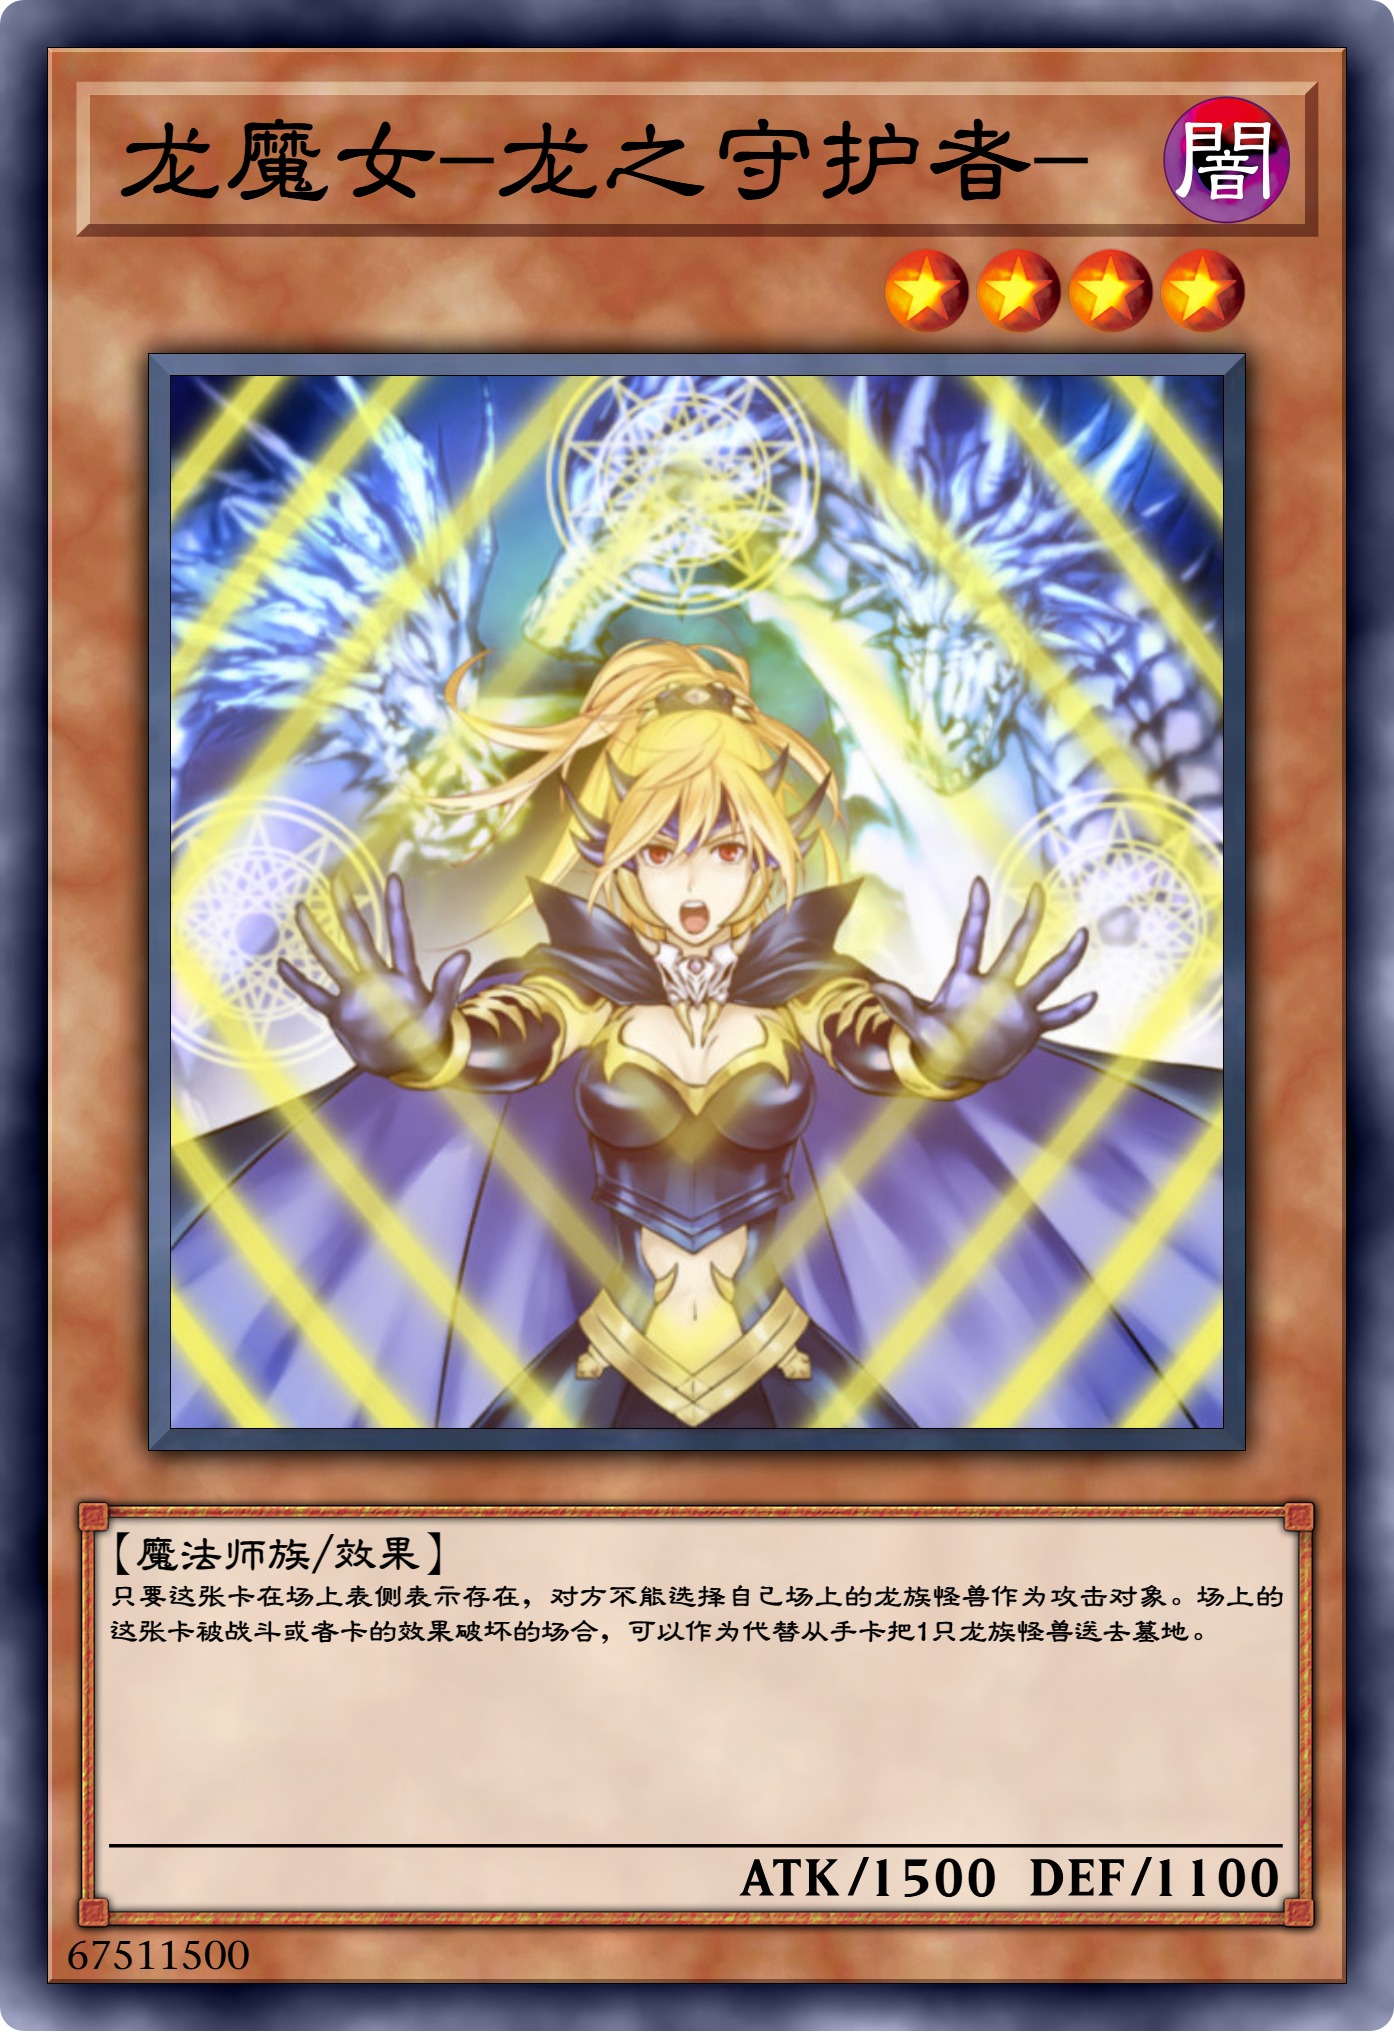 龙魔女-龙之守护者-
闇
【魔法师族/效果】
只要这张卡在场上表侧表示存在，对方不能选择自己场上的龙族怪兽作为攻击对象。场上的
这张卡被战斗或者卡的效果破坏的场合，可以作为代替从手卡把1只龙族怪兽送去墓地。
ATK/1500 DEF/1100
67511500